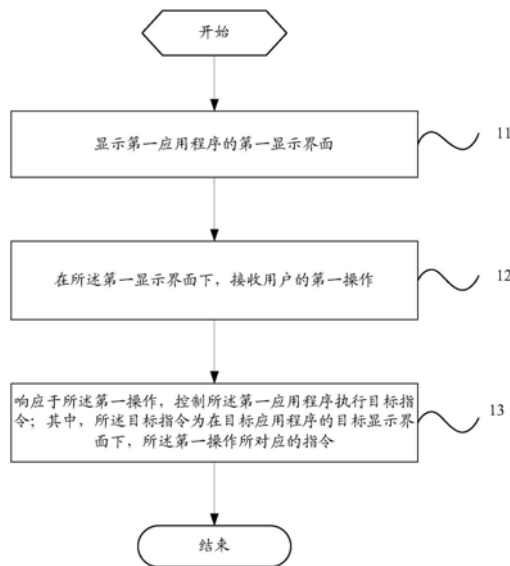 开始
显示第一应用程序的第一显示界面
11
在所述第一显示界面下，接收用户的第一操作
12
响应于所述第一操作，控制所述第一应用程序执行目标指
令；其中，所述目标指令为在目标应用程序的目标显示界
面下，所述第一操作所对应的指令
13
结束